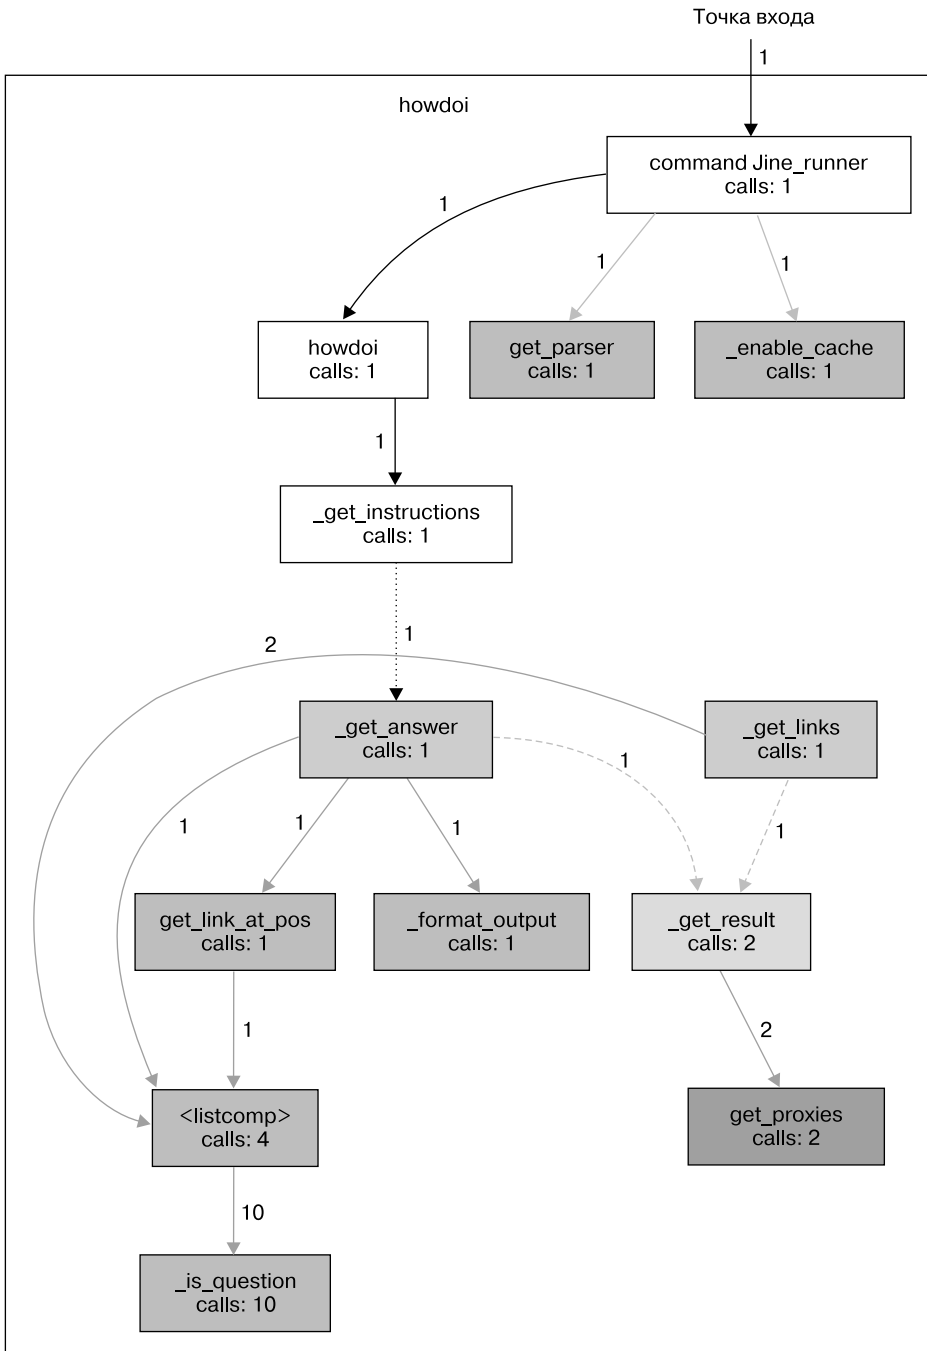 Точка входа
1
howdoi
command Jine_runner
calls: 1
1
1
1
howdoi
calls: 1
get_parser
calls: 1
_enable_cache
calls: 1
1
_get_instructions
calls: 1
1
2
_get_answer
calls: 1
_get_links
calls: 1
1
1
1
1
1
get_link_at_pos
calls: 1
_format_output
calls: 1
_get_result
calls: 2
1
2
<listcomp>
calls: 4
get_proxies
calls: 2
10
_is_question
calls: 10